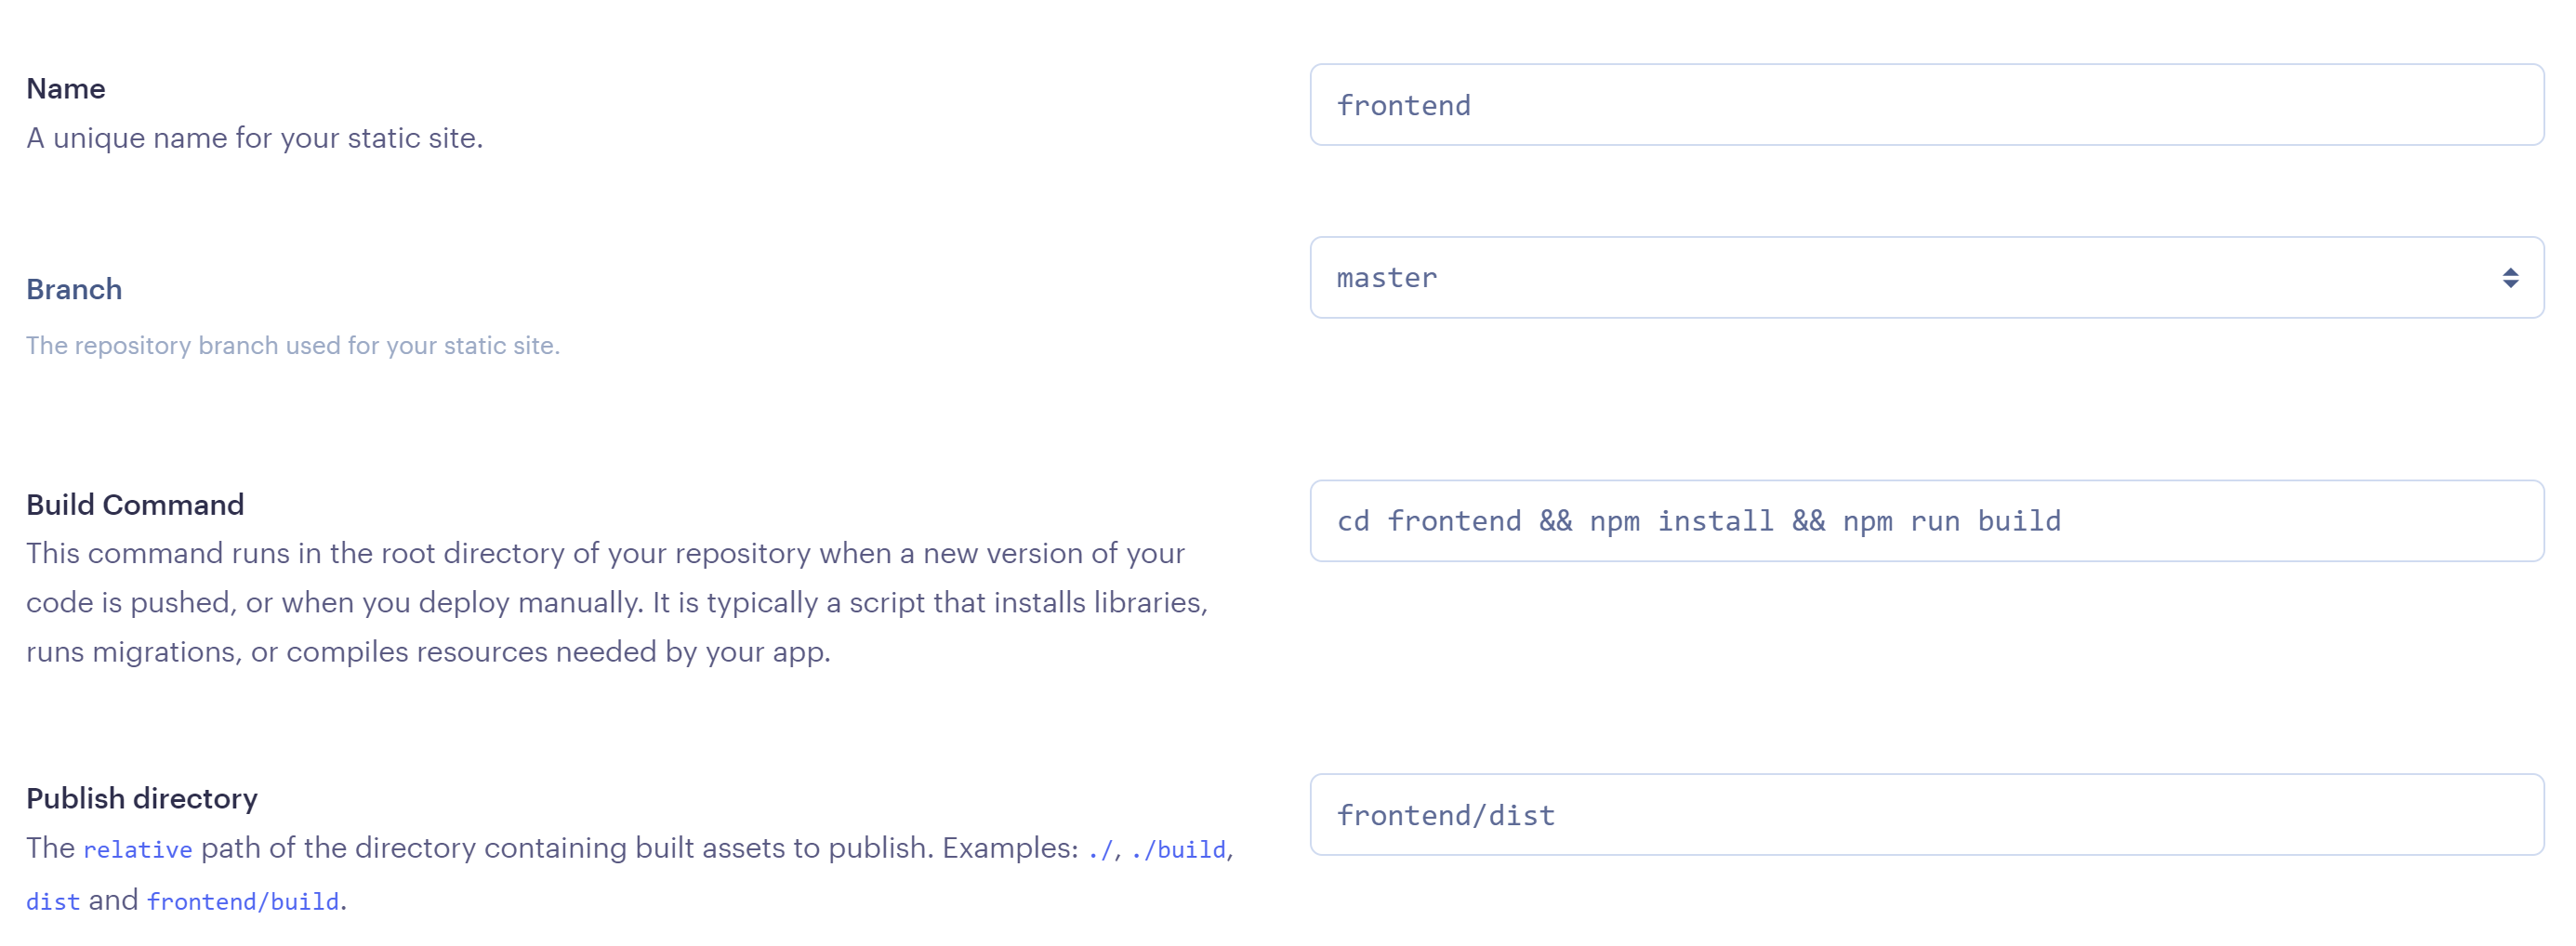 Name
frontend
A unique name for your static site.
Branch
master
The repository branch used for your static site.
Build Command
cd frontend && npm install && npm run build
This command runs in the root directory of your repository when a new version of your
code is pushed, or when you deploy manually. It is typically a script that installs libraries,
runs migrations, or compiles resources needed by your app.
Publish directory
frontend/dist
The relative path of the directory containing built assets to publish. Examples: ./, ./build,
dist and frontend/build.